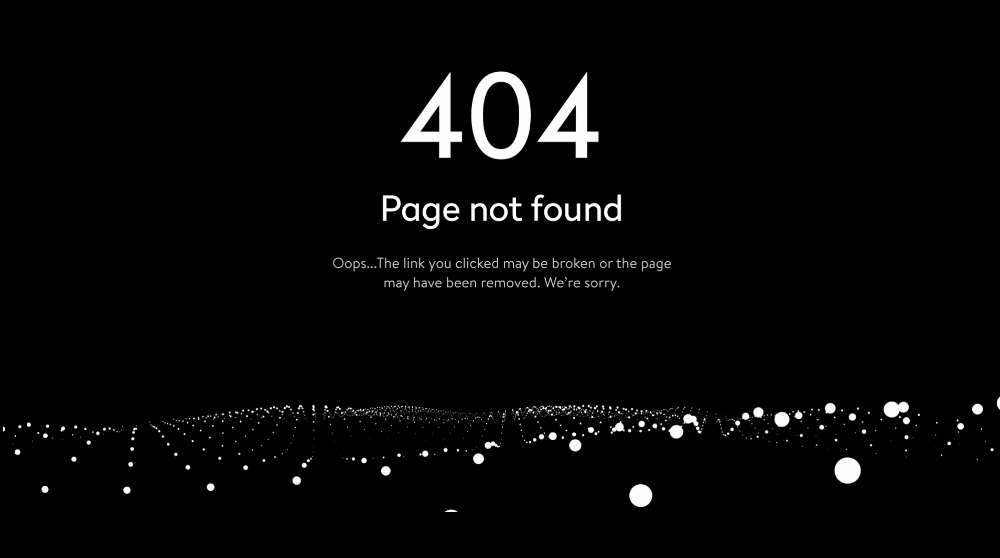 404
Page not found
Oops...The link you clicked may be broken or the page
may have been removed. We’re sorry.